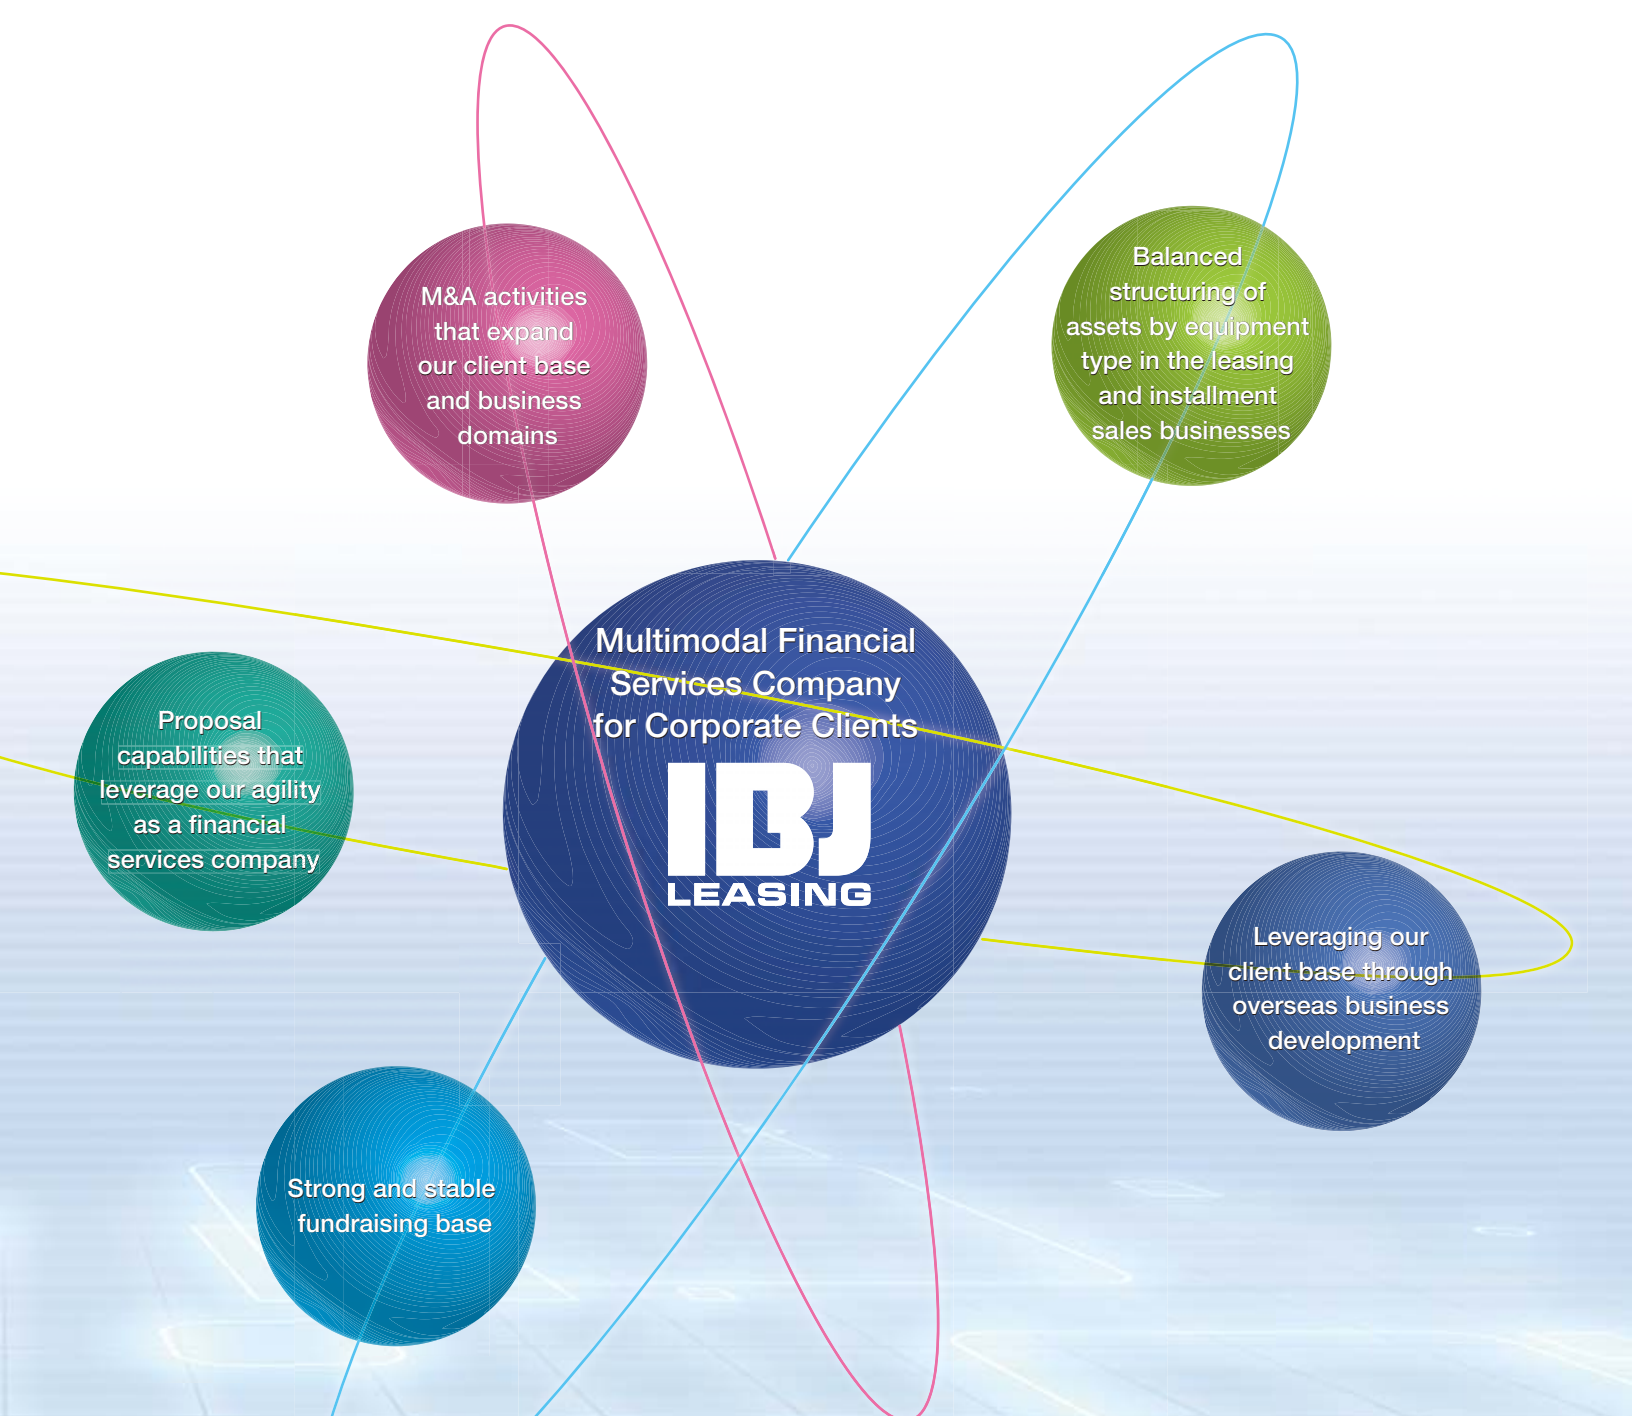 M&A activities
that expand
our client base
and business
domains
Balanced
structuring of
assets by equipment
type in the leasing
and installment
sales businesses
Multimodal Financial
Services Company
for Corporate Clients
IBJ
LEASING
Proposal
capabilities that
leverage our agility
as a financial
services company
Leveraging our
client base through
overseas business
development
Strong and stable
fundraising base